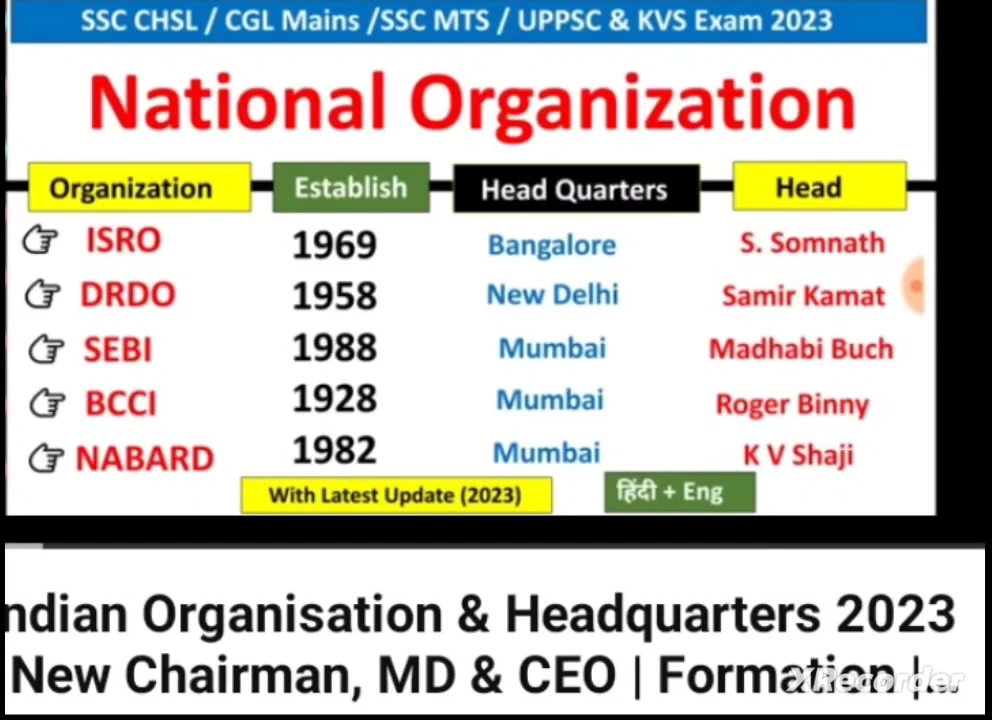 SSC CHSL / CGL Mains /SSC MTS / UPPSC & KVS Exam 2023
National Organization
Organization Establish Head Quarters Head
ISRO 1969 Bangalore S. Somnath
DRDO 1958 New Delhi Samir Kamat
SEBI 1988 Mumbai Madhabi Buch
BCCI 1928 Mumbai Roger Binny
NABARD 1982 Mumbai K V Shaji
With Latest Update (2023) हिंदी + Eng
ndian Organisation & Headquarters 2023
New Chairman, MD & CEO | Formation |...
XRecorder